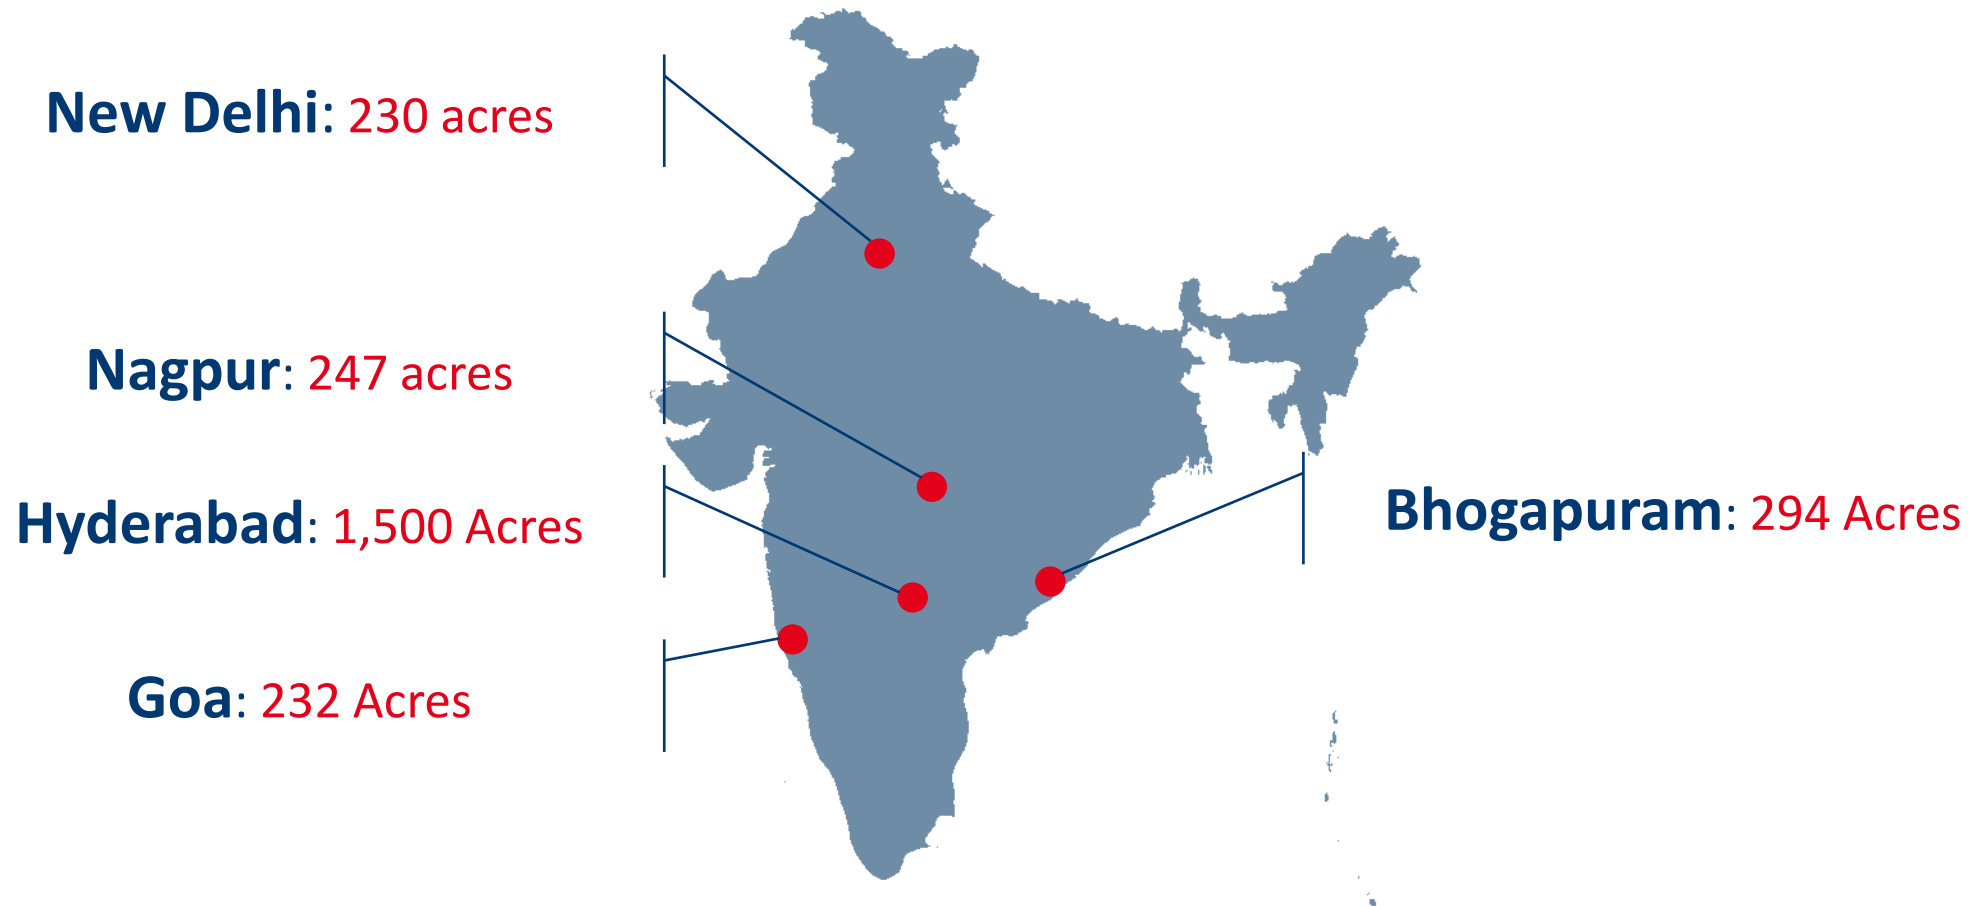 New Delhi: 230 acres
Nagpur: 247 acres
Hyderabad: 1,500 Acres
Bhogapuram: 294 Acres
Goa: 232 Acres